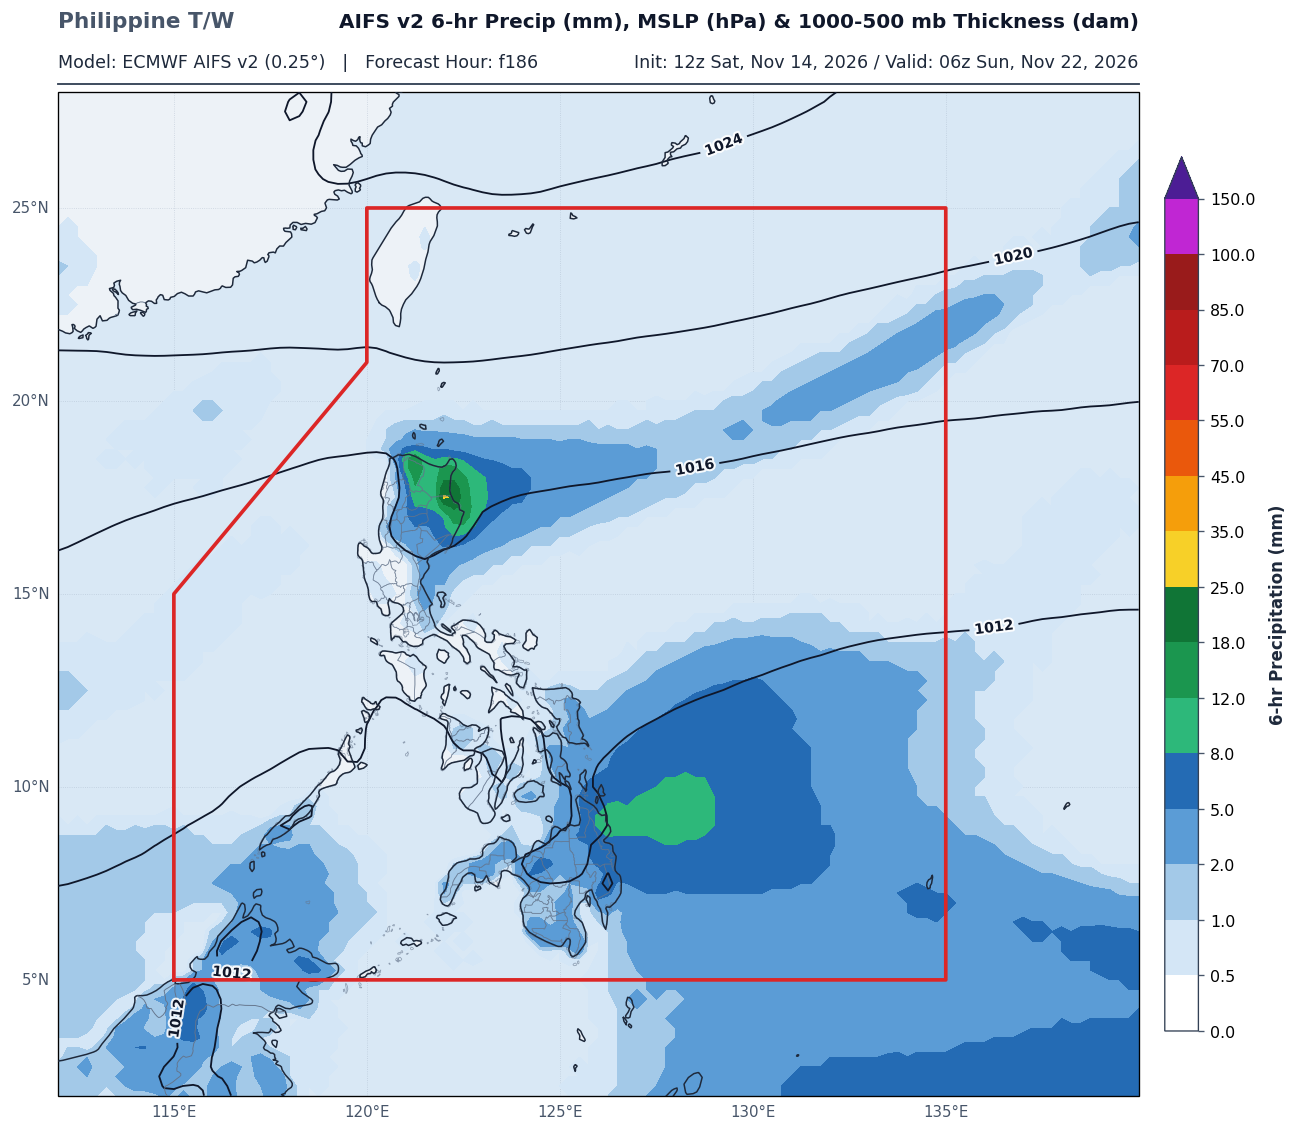 Philippine T/W
AIFS v2 6-hr Precip (mm), MSLP (hPa) & 1000-500 mb Thickness (dam)
Model: ECMWF AIFS v2 (0.25°) | Forecast Hour: f186
Init: 12z Sat, Nov 14, 2026 / Valid: 06z Sun, Nov 22, 2026
1024
1020
1016
1012
1012
1012
25°N
20°N
15°N
10°N
5°N
115°E
120°E
125°E
130°E
135°E
150.0
100.0
85.0
70.0
55.0
45.0
35.0
25.0
18.0
12.0
8.0
5.0
2.0
1.0
0.5
0.0
6-hr Precipitation (mm)